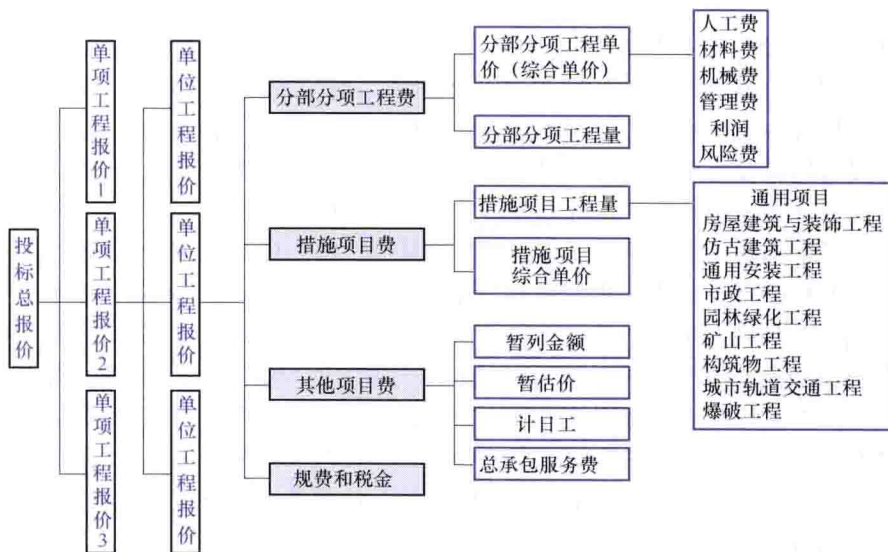 投标总报价
单项工程报价1
单项工程报价2
单项工程报价3
单位工程报价
单位工程报价
单位工程报价
分部分项工程费
措施项目费
其他项目费
规费和税金
分部分项工程单
价（综合单价）
分部分项工程量
措施项目工程量
措施项目
综合单价
暂列金额
暂估价
计日工
总承包服务费
人工费
材料费
机械费
管理费
利润
风险费
通用项目
房屋建筑与装饰工程
仿古建筑工程
通用安装工程
市政工程
园林绿化工程
矿山工程
构筑物工程
城市轨道交通工程
爆破工程